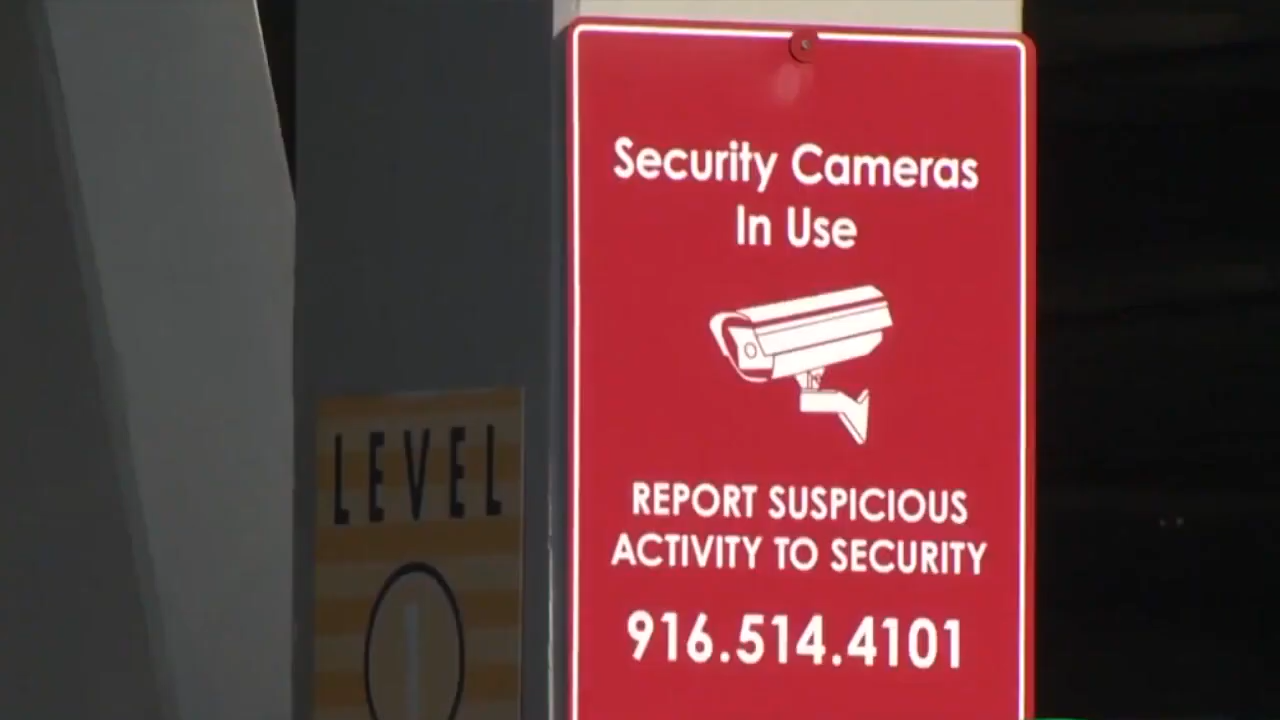 Security Cameras
In Use
REPORT SUSPICIOUS
ACTIVITY TO SECURITY
916.514.4101
LEVEL
1